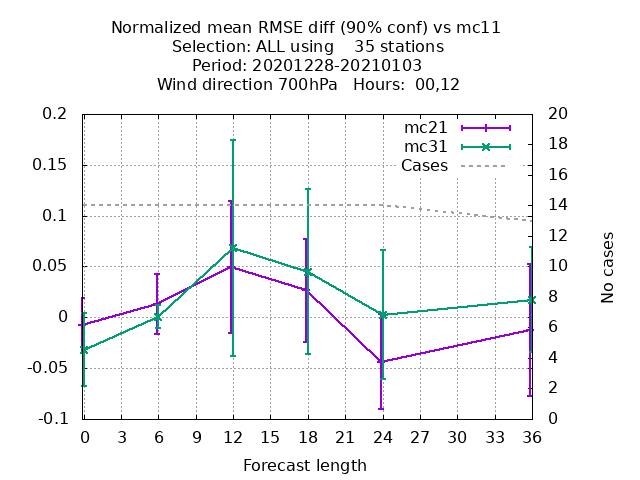 Normalized mean RMSE diff (90% conf) vs mc11
Selection: ALL using    35 stations
Period: 20201228-20210103
Wind direction 700hPa   Hours:  00,12
mc21
mc31
Cases
0.2
0.15
0.1
0.05
0
-0.05
-0.1
20
18
16
14
12
10
8
6
4
2
0
No cases
0 3 6 9 12 15 18 21 24 27 30 33 36
Forecast length